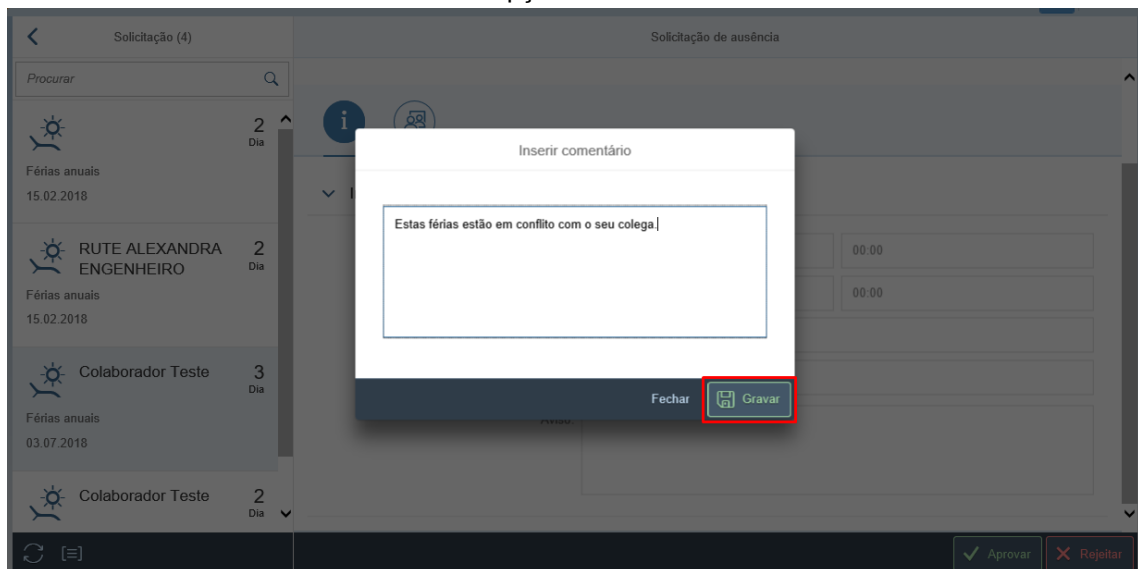 Solicitação (4)
Solicitação de ausência
Procurar
2
Dia
Férias anuais
15.02.2018
RUTE ALEXANDRA
ENGENHEIRO
2
Dia
Férias anuais
15.02.2018
Colaborador Teste
3
Dia
Férias anuais
03.07.2018
Colaborador Teste
2
Dia
Inserir comentário
Estas férias estão em conflito com o seu colega.
Fechar
Gravar
00:00
00:00
Aprovar
Rejeitar